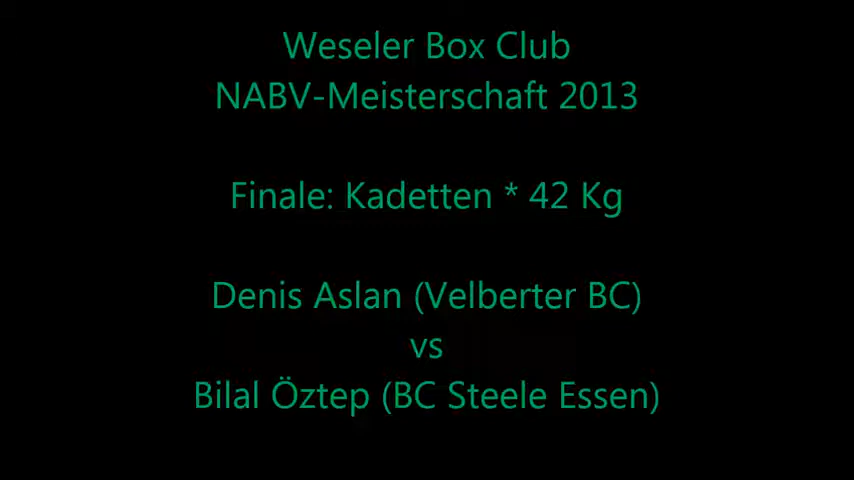 Weseler Box Club
NABV-Meisterschaft 2013
Finale: Kadetten * 42 Kg
Denis Aslan (Velberter BC)
vs
Bilal Öztep (BC Steele Essen)